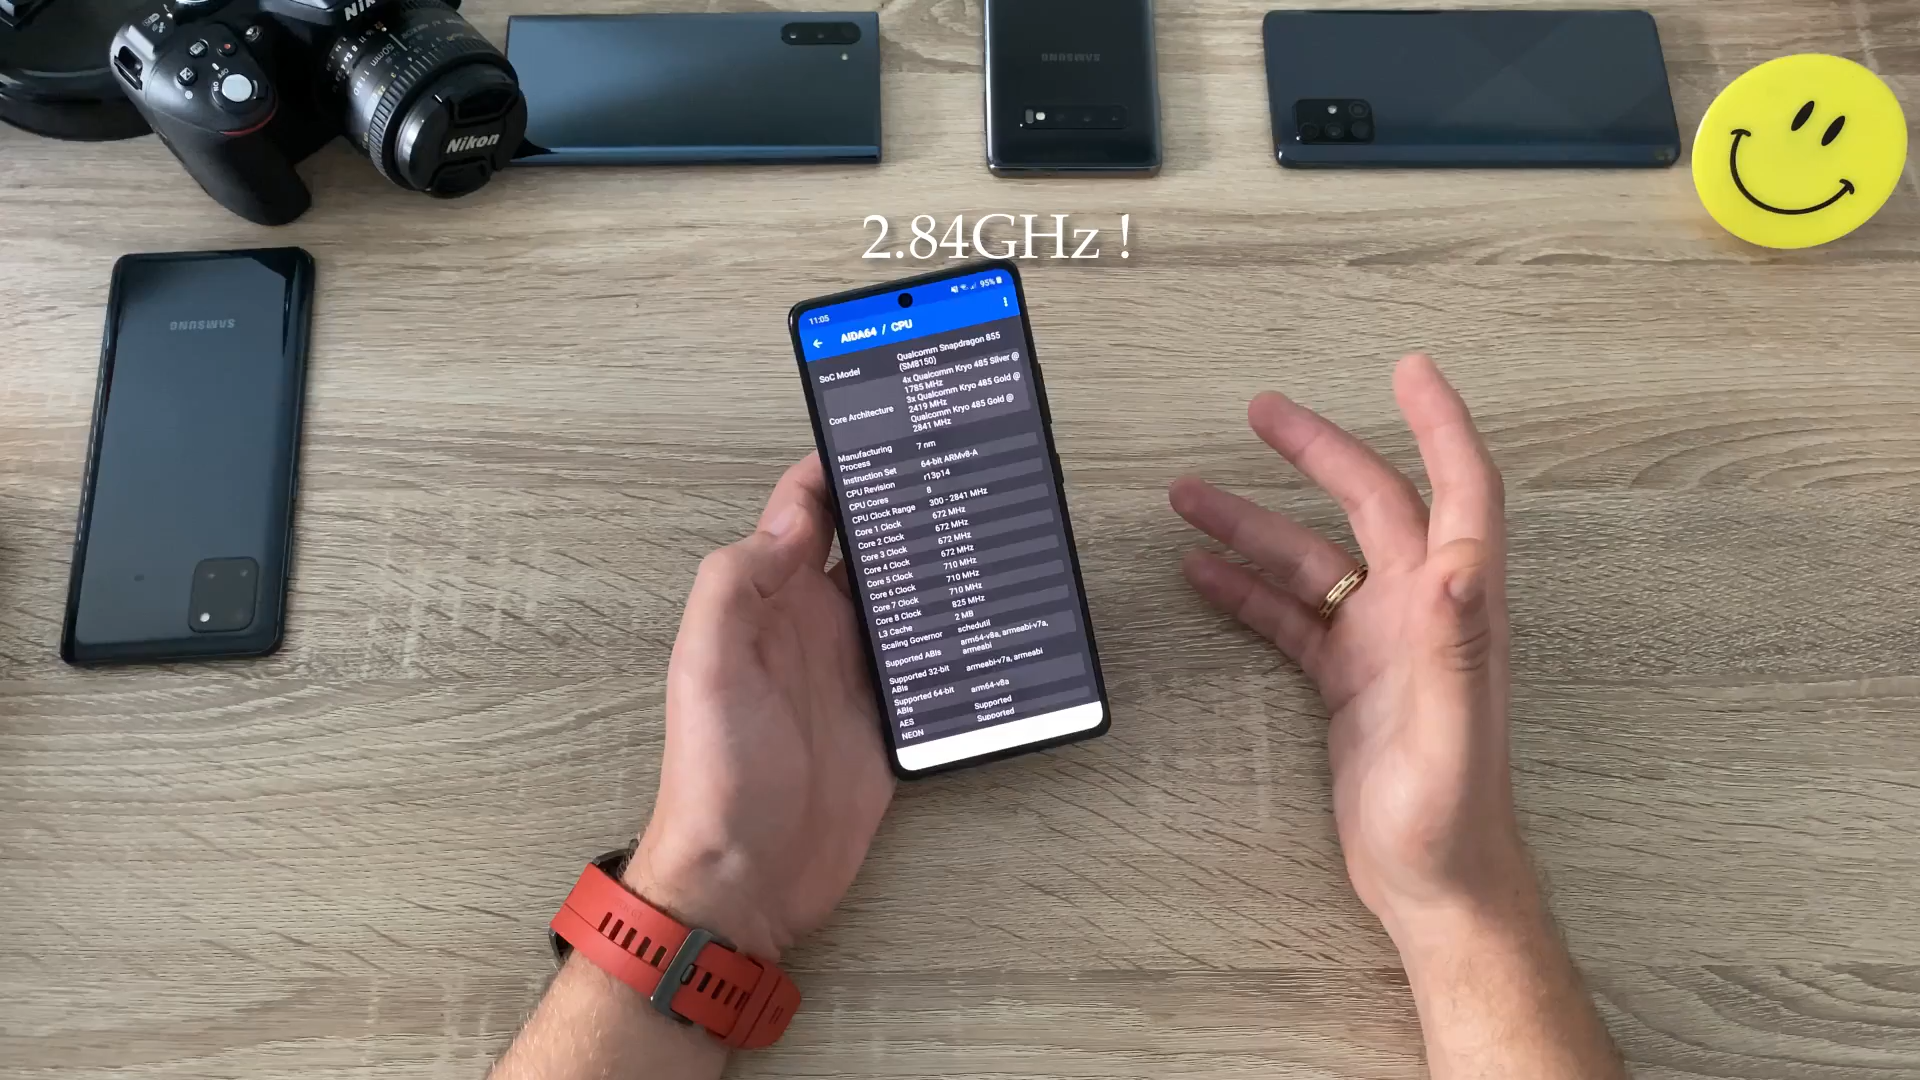 Nikon
SAMSUNG
2.84GHz !
SAMSUNG
11:05
95%
AIDA64 / CPU
SoC Model
Qualcomm Snapdragon 855
(SM8150)
Core Architecture
4x Qualcomm Kryo 485 Silver @
1785 MHz
3x Qualcomm Kryo 485 Gold @
2419 MHz
Qualcomm Kryo 485 Gold @
2841 MHz
Manufacturing
Process
7 nm
Instruction Set
64-bit ARMv8-A
CPU Revision
r13p14
CPU Cores
8
CPU Clock Range
300 - 2841 MHz
Core 1 Clock
672 MHz
Core 2 Clock
672 MHz
Core 3 Clock
672 MHz
Core 4 Clock
672 MHz
Core 5 Clock
710 MHz
Core 6 Clock
710 MHz
Core 7 Clock
710 MHz
Core 8 Clock
825 MHz
L3 Cache
2 MB
Scaling Governor
schedutil
Supported ABIs
arm64-v8a, armeabi-v7a,
armeabi
Supported 32-bit
ABIs
armeabi-v7a, armeabi
Supported 64-bit
ABIs
arm64-v8a
AES
Supported
NEON
Supported